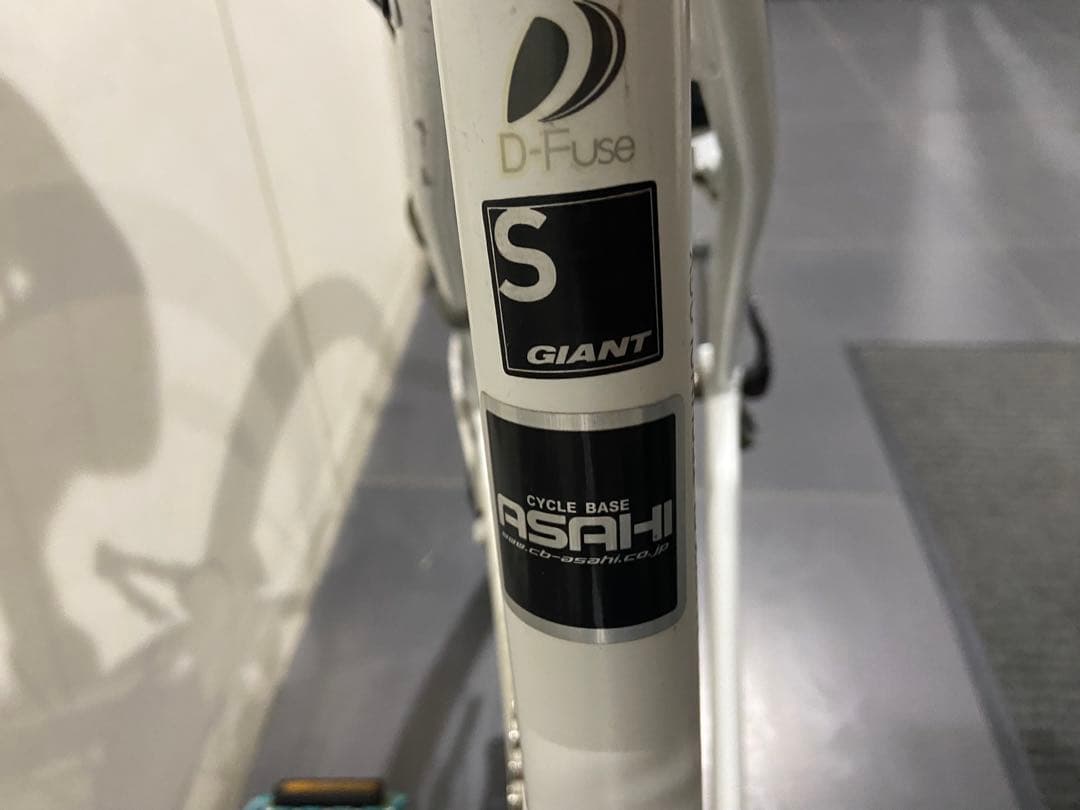 D-Fuse
S
GIANT
CYCLE BASE
ASAHI
www.cb-asahi.co.jp